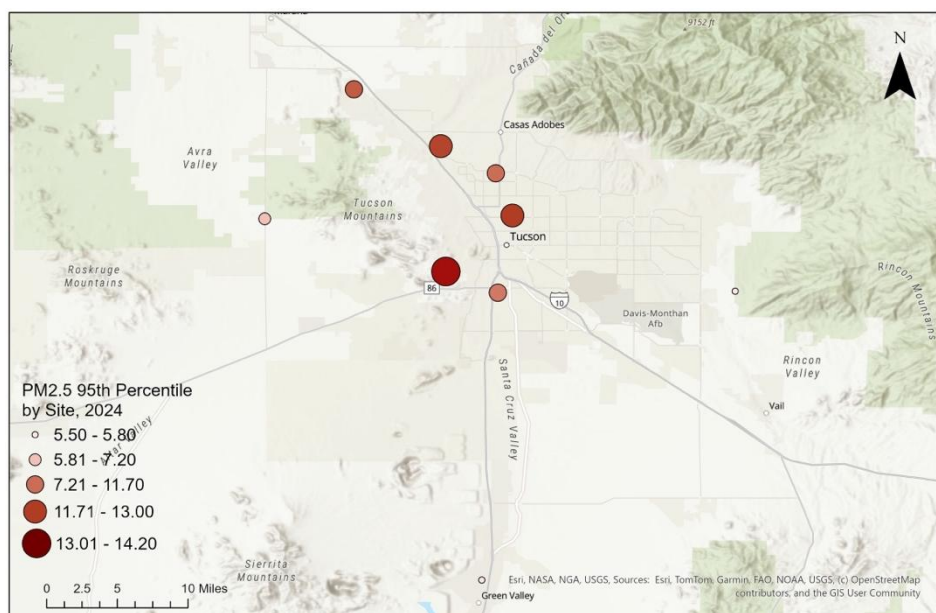 9152 ft
N
Cañada del Oro
Casas Adobes
Avra
Valley
Tucson
Mountains
Tucson
Roskruge
Mountains
86
10
Davis-Monthan
Afb
Rincon Mountains
Rincon
Valley
Santa Cruz Valley
Vail
PM2.5 95th Percentile
by Site, 2024
5.50 - 5.80
5.81 - 7.20
7.21 - 11.70
11.71 - 13.00
13.01 - 14.20
Valley
Sierrita
Mountains
0 2.5 5 10 Miles
Green Valley
Esri, NASA, NGA, USGS, Sources: Esri, TomTom, Garmin, FAO, NOAA, USGS, (c) OpenStreetMap
contributors, and the GIS User Community